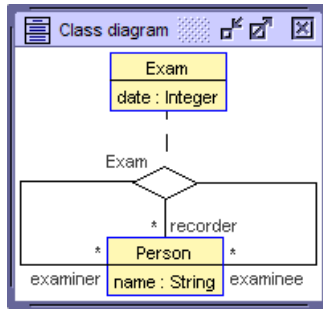 Class diagram
Exam
date : Integer
Exam
* recorder
* Person *
examiner name : String examinee